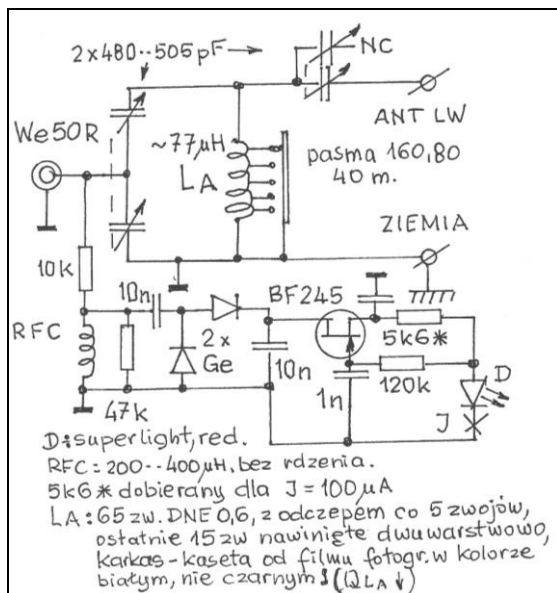 2x480..505pF
NC
ANT LW
We50R
~77µH
LA
pasma 160,80
40 m.
ZIEMIA
10k
10n
BF245
RFC
2x
Ge
10n
5k6*
120k
1n
D
J
47k
D: superlight, red.
RFC = 200--400µH, bez rdzenia.
5k6* dobierany dla J = 100µA
LA: 65 zw. DNE 0,6, z odczepem co 5 zwojów,
ostatnie 15 zw nawinięte dwuwarstwowo,
karkas - kaseta od filmu fotogr. w kolorze
białym, nie czarnym! (QLA ↓)